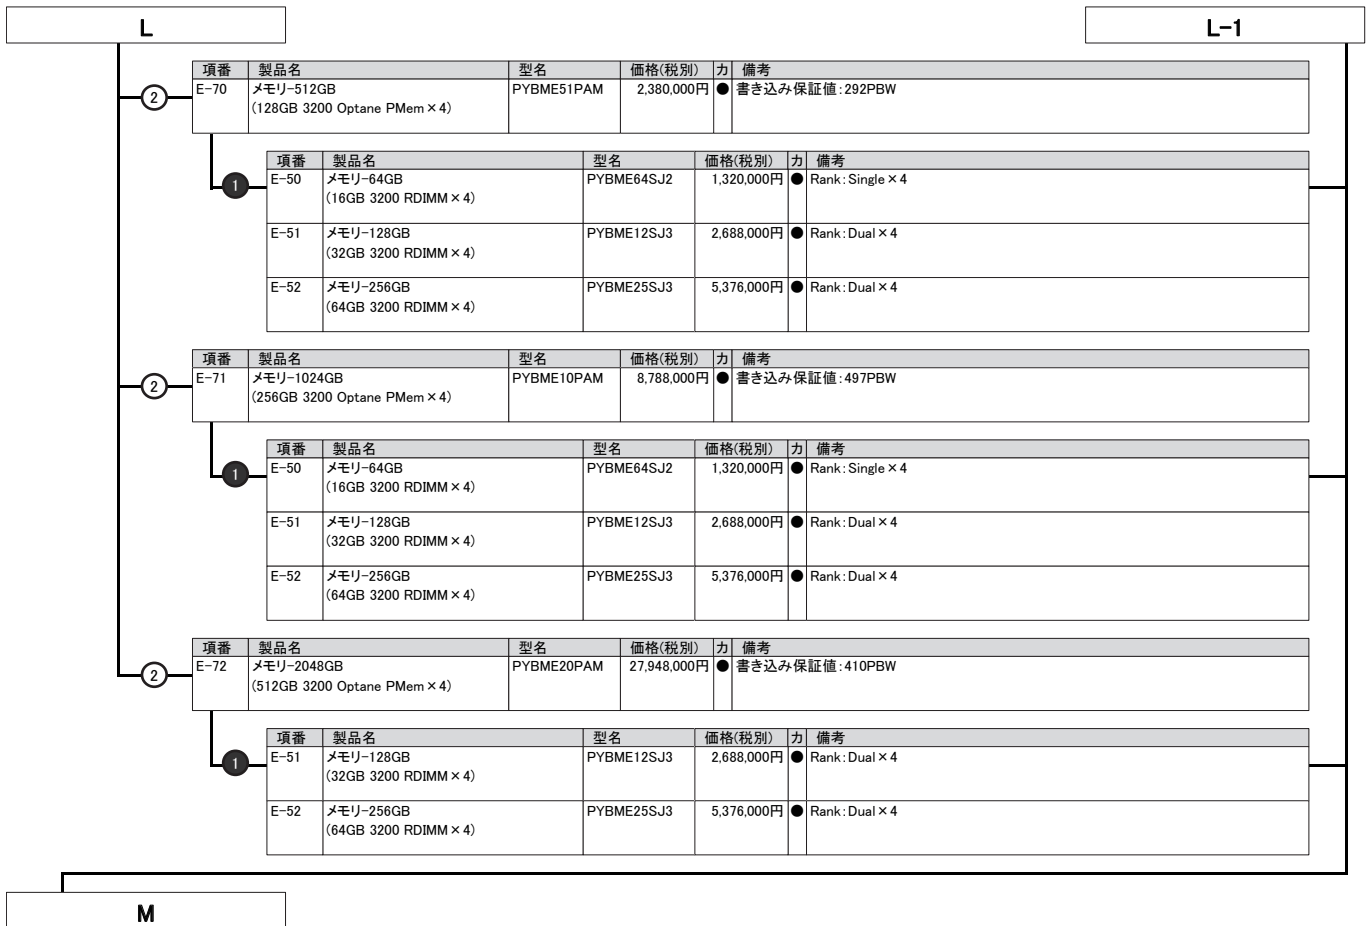 L
L-1
項番 製品名 型名 価格(税別) カ 備考
② E-70 メモリ-512GB PYBME51PAM 2,380,000円 ● 書き込み保証値:292PBW
(128GB 3200 Optane PMem×4)
項番 製品名 型名 価格(税別) カ 備考
❶ E-50 メモリ-64GB PYBME64SJ2 1,320,000円 ● Rank:Single×4
(16GB 3200 RDIMM×4)
E-51 メモリ-128GB PYBME12SJ3 2,688,000円 ● Rank:Dual×4
(32GB 3200 RDIMM×4)
E-52 メモリ-256GB PYBME25SJ3 5,376,000円 ● Rank:Dual×4
(64GB 3200 RDIMM×4)
項番 製品名 型名 価格(税別) カ 備考
② E-71 メモリ-1024GB PYBME10PAM 8,788,000円 ● 書き込み保証値:497PBW
(256GB 3200 Optane PMem×4)
項番 製品名 型名 価格(税別) カ 備考
❶ E-50 メモリ-64GB PYBME64SJ2 1,320,000円 ● Rank:Single×4
(16GB 3200 RDIMM×4)
E-51 メモリ-128GB PYBME12SJ3 2,688,000円 ● Rank:Dual×4
(32GB 3200 RDIMM×4)
E-52 メモリ-256GB PYBME25SJ3 5,376,000円 ● Rank:Dual×4
(64GB 3200 RDIMM×4)
項番 製品名 型名 価格(税別) カ 備考
② E-72 メモリ-2048GB PYBME20PAM 27,948,000円 ● 書き込み保証値:410PBW
(512GB 3200 Optane PMem×4)
項番 製品名 型名 価格(税別) カ 備考
❶ E-51 メモリ-128GB PYBME12SJ3 2,688,000円 ● Rank:Dual×4
(32GB 3200 RDIMM×4)
E-52 メモリ-256GB PYBME25SJ3 5,376,000円 ● Rank:Dual×4
(64GB 3200 RDIMM×4)
M